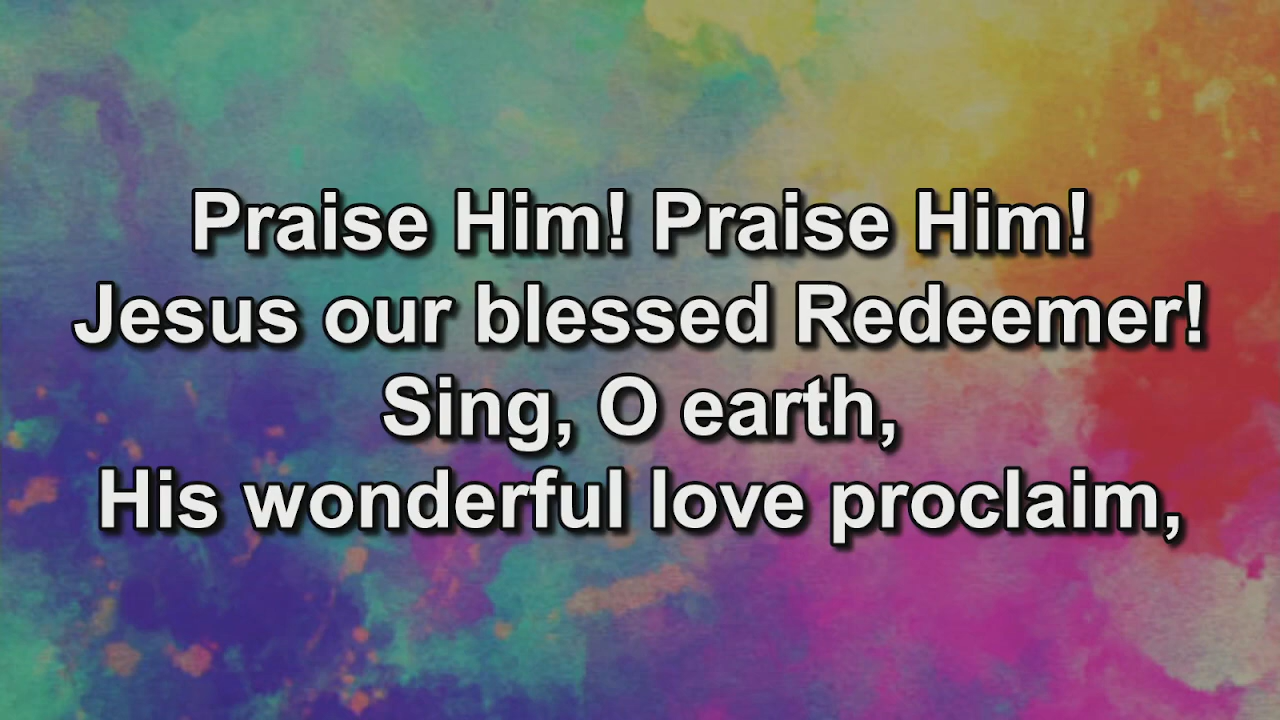 Praise Him! Praise Him!
Jesus our blessed Redeemer!
Sing, O earth,
His wonderful love proclaim,